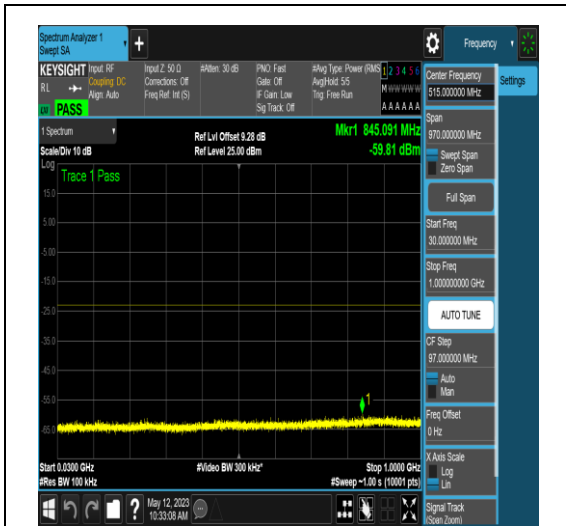 Spectrum Analyzer 1
Swept SA
Frequency
KEYSIGHT
RL
PASS
Input: RF
Coupling: DC
Align: Auto
Input Z: 50 Ω
Corrections: Off
Freq Ref: Int (S)
#Atten: 30 dB
PNO: Fast
Gate: Off
IF Gain: Low
Sig Track: Off
#Avg Type: Power (RMS
Avg|Hold: 5/5
Trig: Free Run
1 2 3 4 5 6
M W W W W W
A A A A A A
Center Frequency
515.000000 MHz
Settings
Span
970.000000 MHz
Swept Span
Zero Span
Full Span
Start Freq
30.000000 MHz
Stop Freq
1.000000000 GHz
AUTO TUNE
CF Step
97.000000 MHz
Auto
Man
Freq Offset
0 Hz
X Axis Scale
Log
Lin
Signal Track
(Span Zoom)
1 Spectrum
Scale/Div 10 dB
Ref Lvl Offset 9.28 dB
Ref Level 25.00 dBm
Mkr1 845.091 MHz
-59.81 dBm
Log
Trace 1 Pass
15.0
5.00
-5.00
-15.0
-25.0
-35.0
-45.0
-55.0
-65.0
1
Start 0.0300 GHz
#Res BW 100 kHz
#Video BW 300 kHz*
Stop 1.0000 GHz
#Sweep ~1.00 s (10001 pts)
May 12, 2023
10:33:08 AM